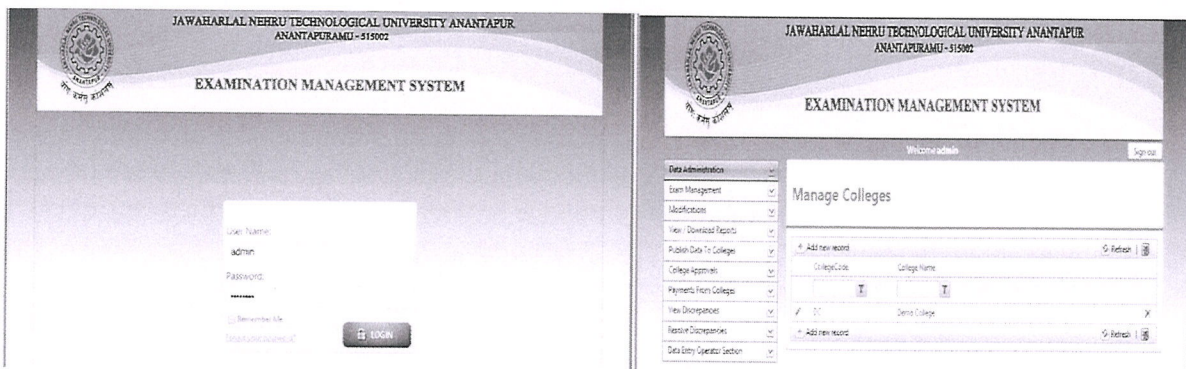 JAWAHARLAL NEHRU TECHNOLOGICAL UNIVERSITY ANANTAPUR
ANANTAPURAMU - 515002
EXAMINATION MANAGEMENT SYSTEM
User Name:
admin
Password:
Remember Me
LOGIN
JAWAHARLAL NEHRU TECHNOLOGICAL UNIVERSITY ANANTAPUR
ANANTAPURAMU - 515002
EXAMINATION MANAGEMENT SYSTEM
Welcome admin
Sign out
Data Administration
Exam Management
Modifications
View / Download Reports
Publish Data To Colleges
College Approvals
Payments From Colleges
View Discrepancies
Resolve Discrepancies
Data Entry Operator Section
Manage Colleges
Add new record
Refresh
CollegeCode
College Name
DC
Demo College
X
Add new record
Refresh